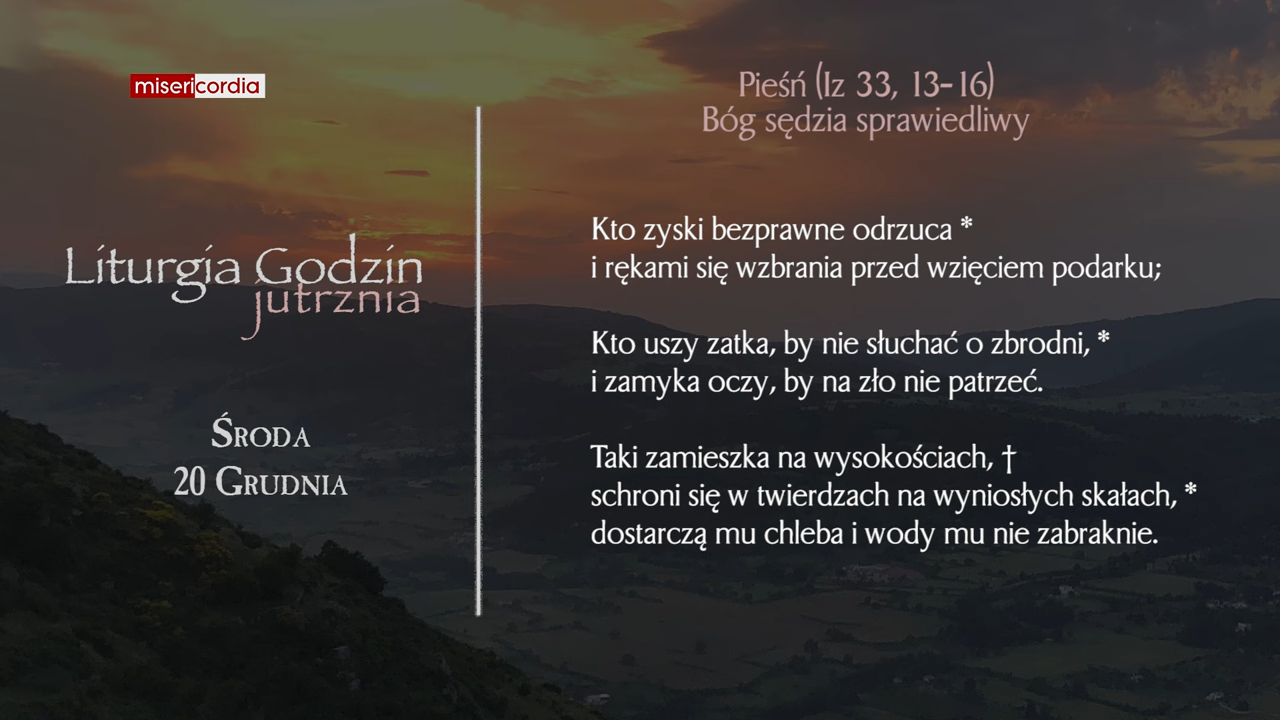 misericordia
Liturgia Godzin
jutrznia
Środa
20 Grudnia
Pieśń (Iz 33, 13-16)
Bóg sędzia sprawiedliwy
Kto zyski bezprawne odrzuca *
i rękami się wzbrania przed wzięciem podarku;
Kto uszy zatka, by nie słuchać o zbrodni, *
i zamyka oczy, by na zło nie patrzeć.
Taki zamieszka na wysokościach, †
schroni się w twierdzach na wyniosłych skałach, *
dostarczą mu chleba i wody mu nie zabraknie.